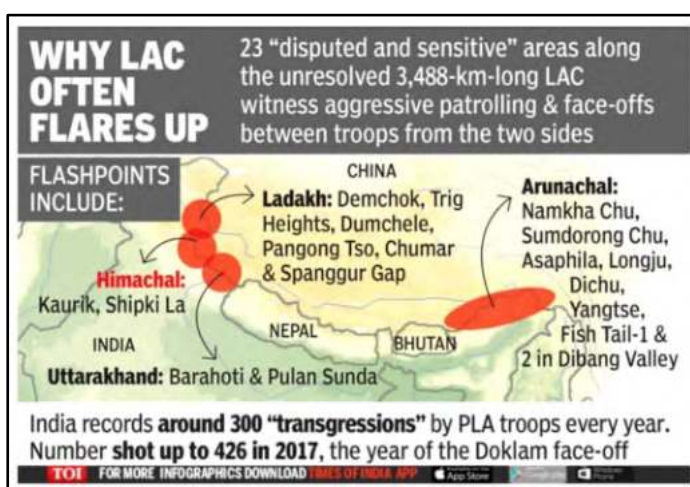 WHY LAC
OFTEN
FLARES UP
23 “disputed and sensitive” areas along
the unresolved 3,488-km-long LAC
witness aggressive patrolling & face-offs
between troops from the two sides
FLASHPOINTS
INCLUDE:
CHINA
Ladakh: Demchok, Trig
Heights, Dumchele,
Pangong Tso, Chumar
& Spanggur Gap
Arunachal:
Namkha Chu,
Sumdorong Chu,
Asaphila, Longju,
Dichu,
Yangtse,
Fish Tail-1 &
2 in Dibang Valley
Himachal:
Kaurik, Shipki La
INDIA
NEPAL
BHUTAN
Uttarakhand: Barahoti & Pulan Sunda
India records around 300 “transgressions” by PLA troops every year.
Number shot up to 426 in 2017, the year of the Doklam face-off
TOI FOR MORE INFOGRAPHICS DOWNLOAD TIMES OF INDIA APP
App Store